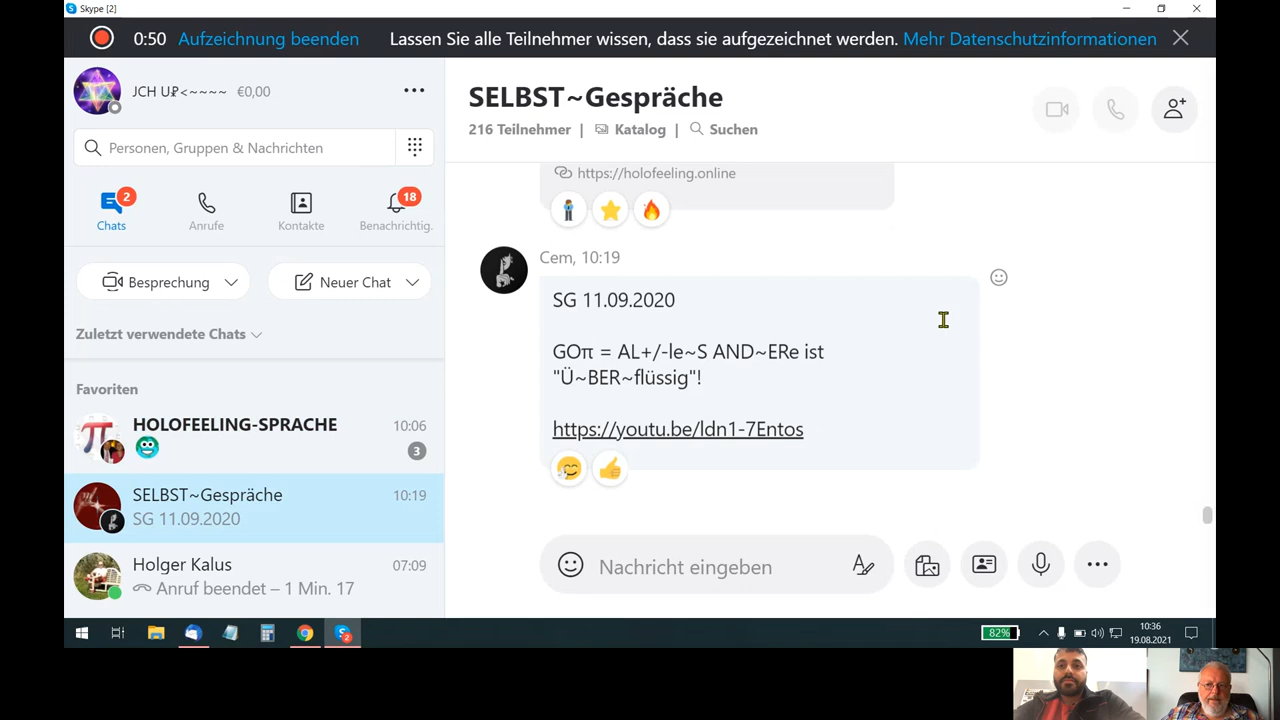 Skype [2]
0:50 Aufzeichnung beenden Lassen Sie alle Teilnehmer wissen, dass sie aufgezeichnet werden. Mehr Datenschutzinformationen
€0,00
Personen, Gruppen & Nachrichten
2
18
Chats Anrufe Kontakte Benachrichtig.
Besprechung Neuer Chat
Zuletzt verwendete Chats
Favoriten
HOLOFEELING-SPRACHE 10:06
3
SELBST~Gespräche 10:19
SG 11.09.2020
Holger Kalus 07:09
Anruf beendet – 1 Min. 17
SELBST~Gespräche
216 Teilnehmer | Katalog | Suchen
https://holofeeling.online
Cem, 10:19
SG 11.09.2020
GOπ = AL+/-le~S AND~ERe ist
"Ü~BER~flüssig"!
https://youtu.be/ldn1-7Entos
Nachricht eingeben
2
82%
10:36
19.08.2021